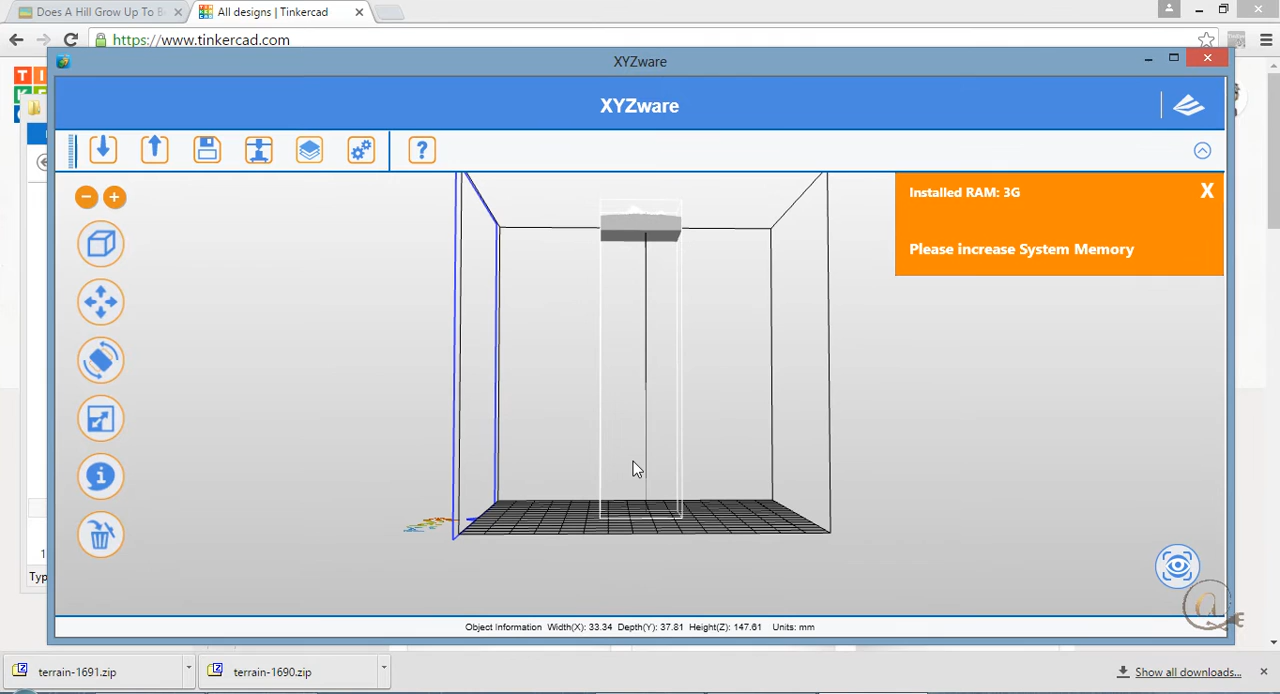 Does A Hill Grow Up To B
All designs | Tinkercad
https://www.tinkercad.com
XYZware
XYZware
Installed RAM: 3G
X
Please increase System Memory
Object Information Width(X): 33.34 Depth(Y): 37.81 Height(Z): 147.61 Units: mm
Typ
terrain-1691.zip
terrain-1690.zip
Show all downloads...